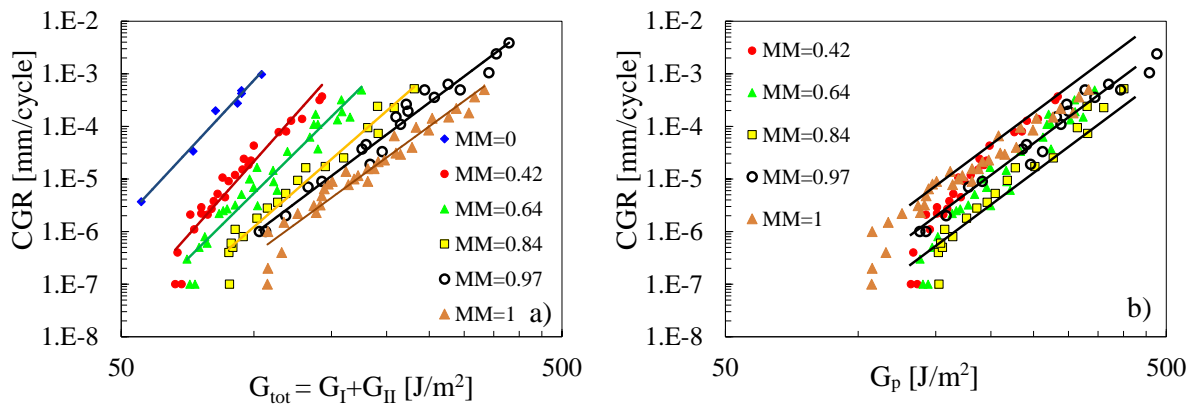 1.E-2
1.E-3
1.E-4
1.E-5
1.E-6
1.E-7
1.E-8
CGR [mm/cycle]
MM=0
MM=0.42
MM=0.64
MM=0.84
MM=0.97
MM=1
a)
50
500
G_tot = G_I+G_II [J/m²]
1.E-2
1.E-3
1.E-4
1.E-5
1.E-6
1.E-7
1.E-8
CGR [mm/cycle]
MM=0.42
MM=0.64
MM=0.84
MM=0.97
MM=1
b)
50
500
G_p [J/m²]